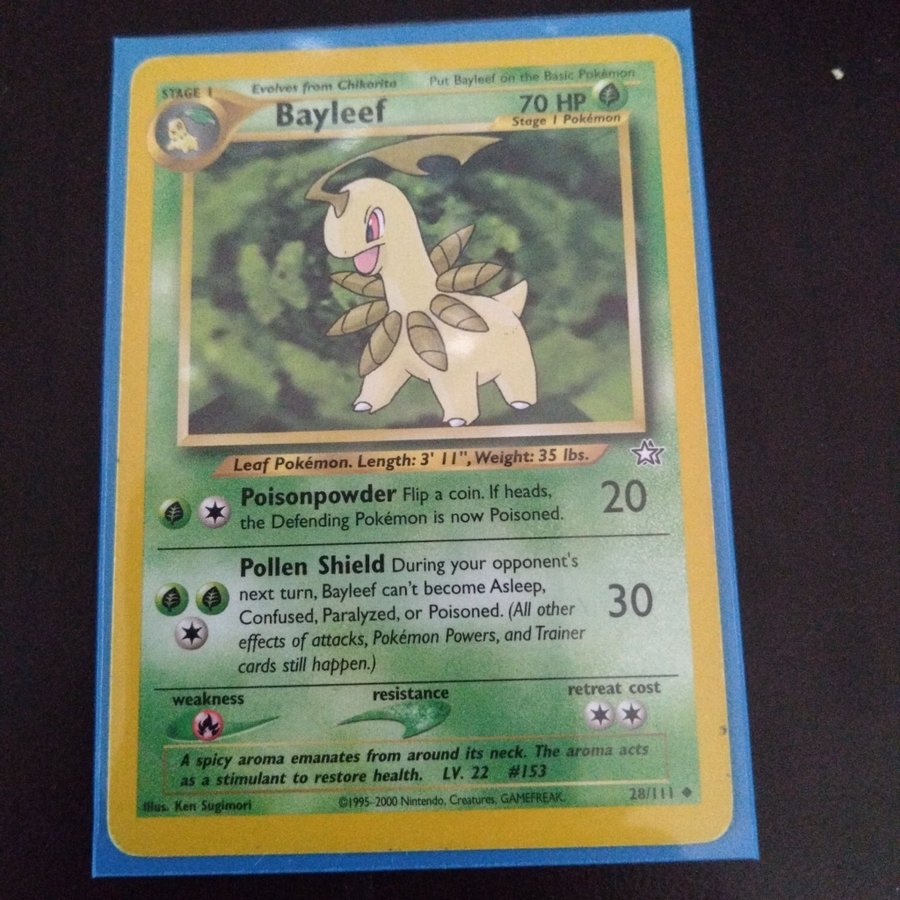 STAGE 1 Evolves from Chikorita Put Bayleef on the Basic Pokémon
Bayleef 70 HP
Stage 1 Pokémon
Leaf Pokémon. Length: 3' 11", Weight: 35 lbs.
Poisonpowder Flip a coin. If heads, 20
the Defending Pokémon is now Poisoned.
Pollen Shield During your opponent's
next turn, Bayleef can't become Asleep,
Confused, Paralyzed, or Poisoned. (All other 30
effects of attacks, Pokémon Powers, and Trainer
cards still happen.)
weakness resistance retreat cost
A spicy aroma emanates from around its neck. The aroma acts
as a stimulant to restore health. LV. 22 #153
Illus. Ken Sugimori ©1995-2000 Nintendo, Creatures, GAMEFREAK. 28/111